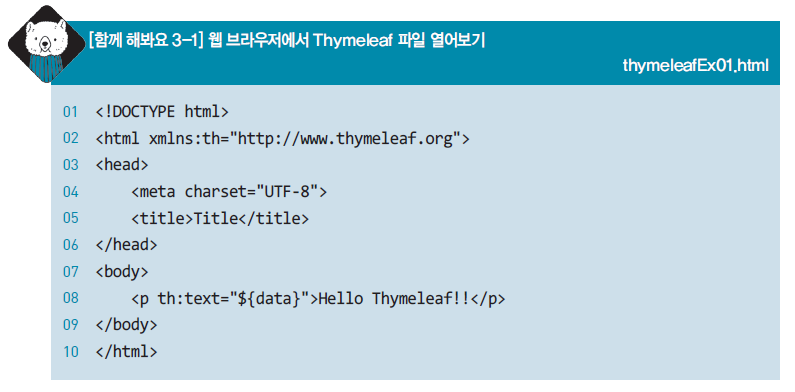 [함께 해봐요 3-1] 웹 브라우저에서 Thymeleaf 파일 열어보기
thymeleafEx01.html
01 <!DOCTYPE html>
02 <html xmlns:th="http://www.thymeleaf.org">
03 <head>
04     <meta charset="UTF-8">
05     <title>Title</title>
06 </head>
07 <body>
08     <p th:text="${data}">Hello Thymeleaf!!</p>
09 </body>
10 </html>